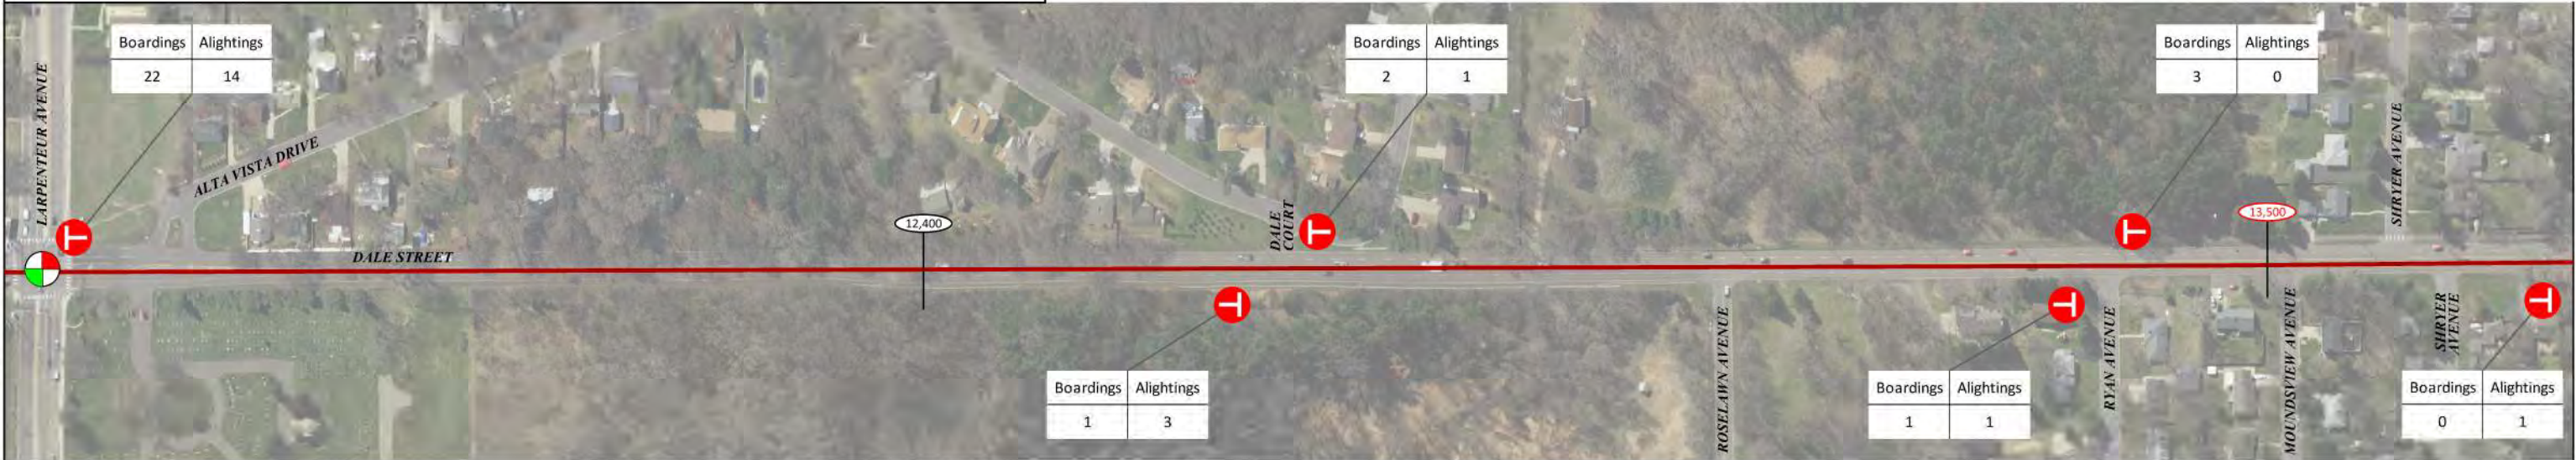 Boardings Alightings
22 14
Boardings Alightings
2 1
Boardings Alightings
3 0
LARPENTEUR AVENUE
ALTA VISTA DRIVE
DALE STREET
12,400
DALE
COURT
T
T
T
13,500
SHRYER AVENUE
T
T
T
ROSELAWN AVENUE
RYAN AVENUE
MOUNDSVIEW AVENUE
SHRYER
AVENUE
Boardings Alightings
1 3
Boardings Alightings
1 1
Boardings Alightings
0 1